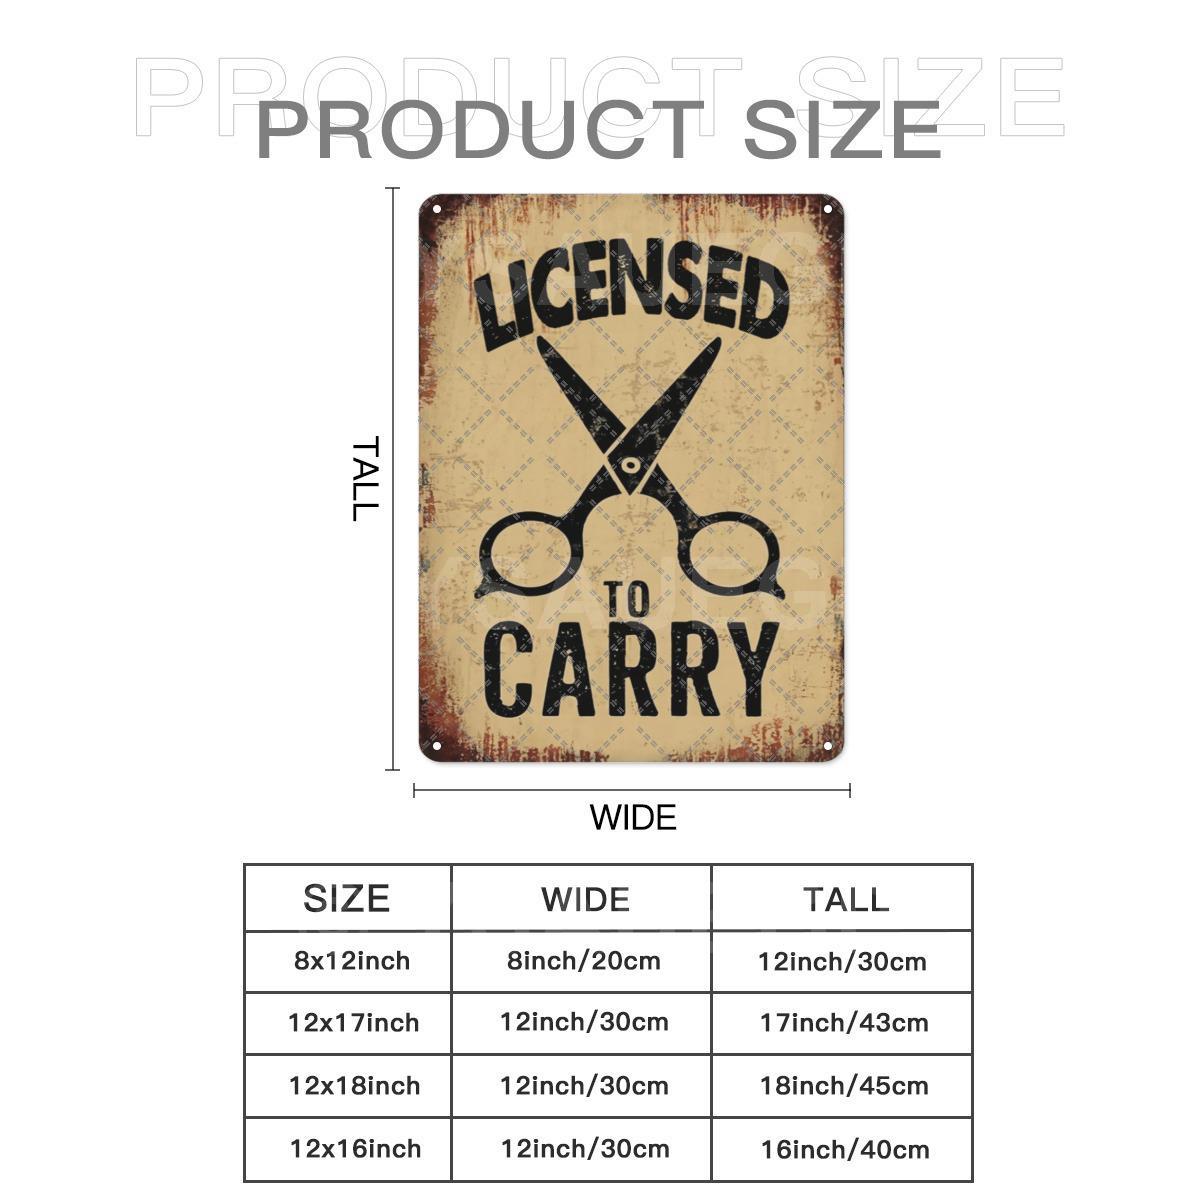 PRODUCT SIZE
PRODUCT SIZE
LICENSED
TO
CARRY
TALL
WIDE
SIZE WIDE TALL
8x12inch 8inch/20cm 12inch/30cm
12x17inch 12inch/30cm 17inch/43cm
12x18inch 12inch/30cm 18inch/45cm
12x16inch 12inch/30cm 16inch/40cm